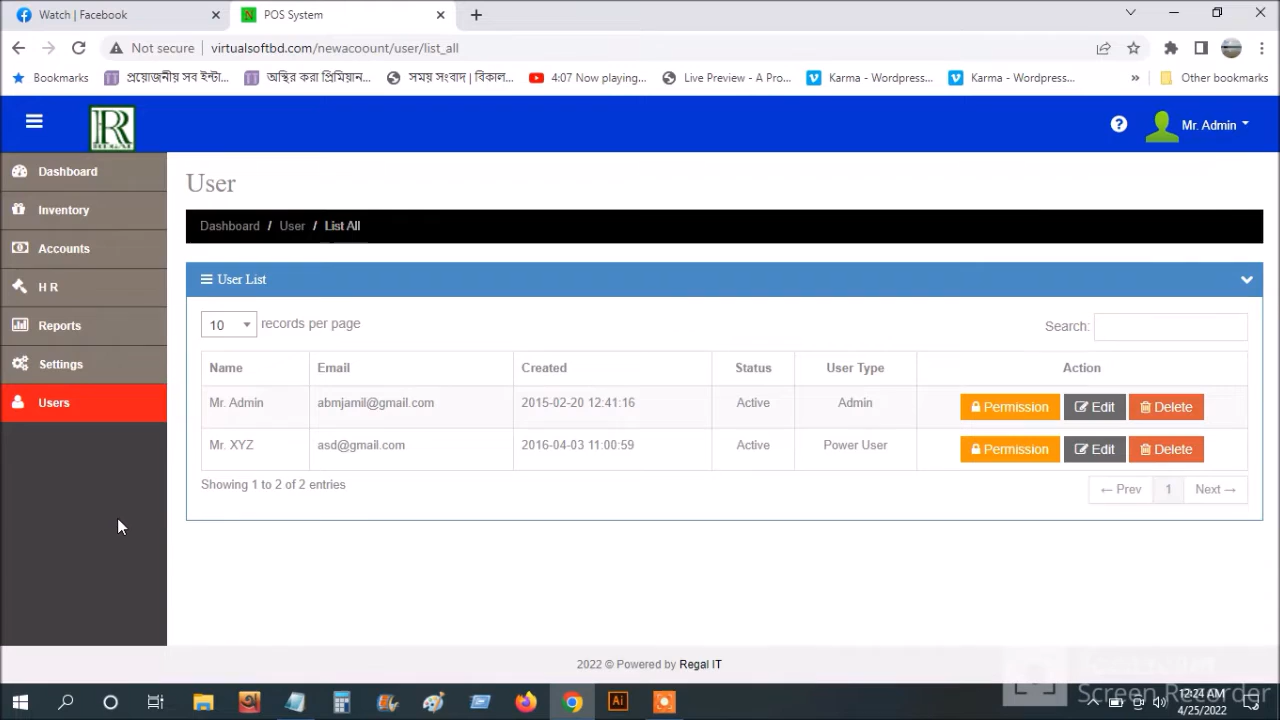 Watch | Facebook
POS System
Not secure
virtualsoftbd.com/newacoount/user/list_all
Bookmarks
প্রয়োজনীয় সব ইন্টা...
অস্থির করা প্রিমিয়ান...
সময় সংবাদ | বিকাল...
4:07 Now playing...
Live Preview - A Pro...
Karma - Wordpress...
Karma - Wordpress...
»
Other bookmarks
R
REGAL
Mr. Admin
Dashboard
Inventory
Accounts
H R
Reports
Settings
Users
User
Dashboard / User / List All
User List
10 records per page
Search:
Name Email Created Status User Type Action
Mr. Admin abmjamil@gmail.com 2015-02-20 12:41:16 Active Admin Permission Edit Delete
Mr. XYZ asd@gmail.com 2016-04-03 11:00:59 Active Power User Permission Edit Delete
Showing 1 to 2 of 2 entries
← Prev 1 Next →
2022 © Powered by Regal IT
Screen Recorder
Ai
12:24 AM
4/25/2022